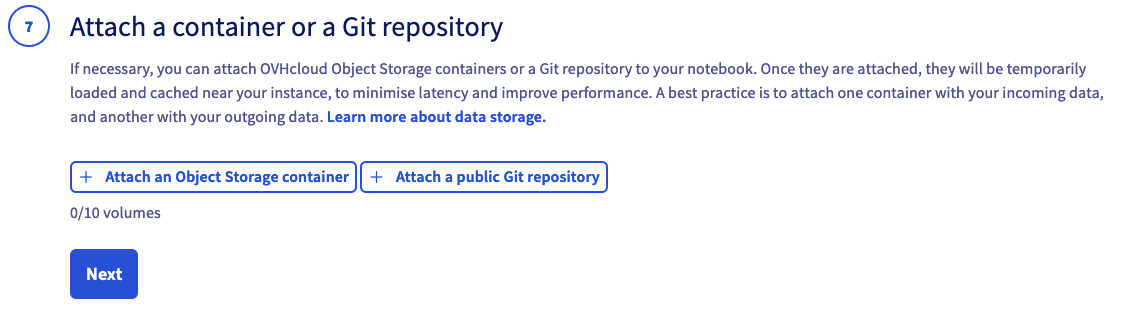 7
Attach a container or a Git repository
If necessary, you can attach OVHcloud Object Storage containers or a Git repository to your notebook. Once they are attached, they will be temporarily
loaded and cached near your instance, to minimise latency and improve performance. A best practice is to attach one container with your incoming data,
and another with your outgoing data. Learn more about data storage.
+ Attach an Object Storage container
+ Attach a public Git repository
0/10 volumes
Next